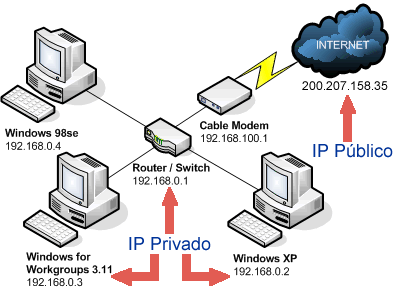 INTERNET
200.207.158.35
Cable Modem
192.168.100.1
IP Público
Windows 98se
192.168.0.4
Router / Switch
192.168.0.1
IP Privado
Windows for
Workgroups 3.11
192.168.0.3
Windows XP
192.168.0.2